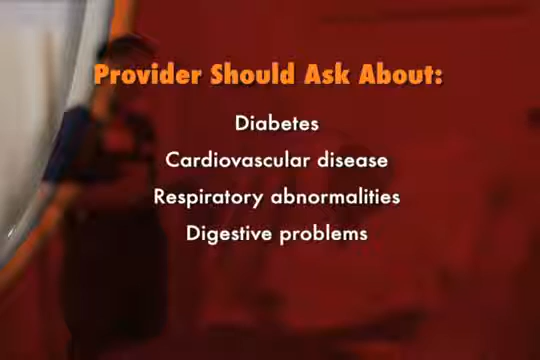 Provider Should Ask About:
Diabetes
Cardiovascular disease
Respiratory abnormalities
Digestive problems